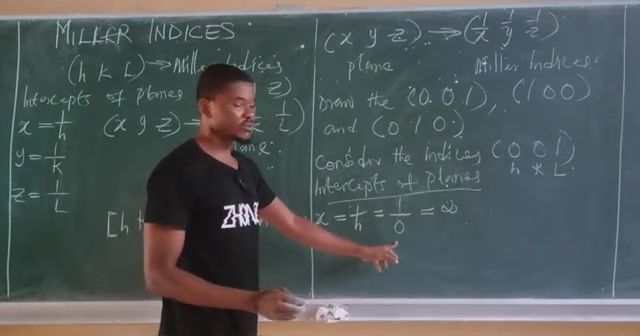 MILLER INDICES
(h k L) → Miller Indices
Intercepts of planes z)
x = 1/h (x y z) = 1/z)
y = 1/K
z = 1/L
[h
(x y z) → (1/x 1/y 1/z)
plane Miller Indices.
Draw the (0 0 1), (1 0 0)
and (0 1 0)
Consider the indices (0 0 1)
h K L
Intercepts of planes
x = 1/h = 1/0 = ∞